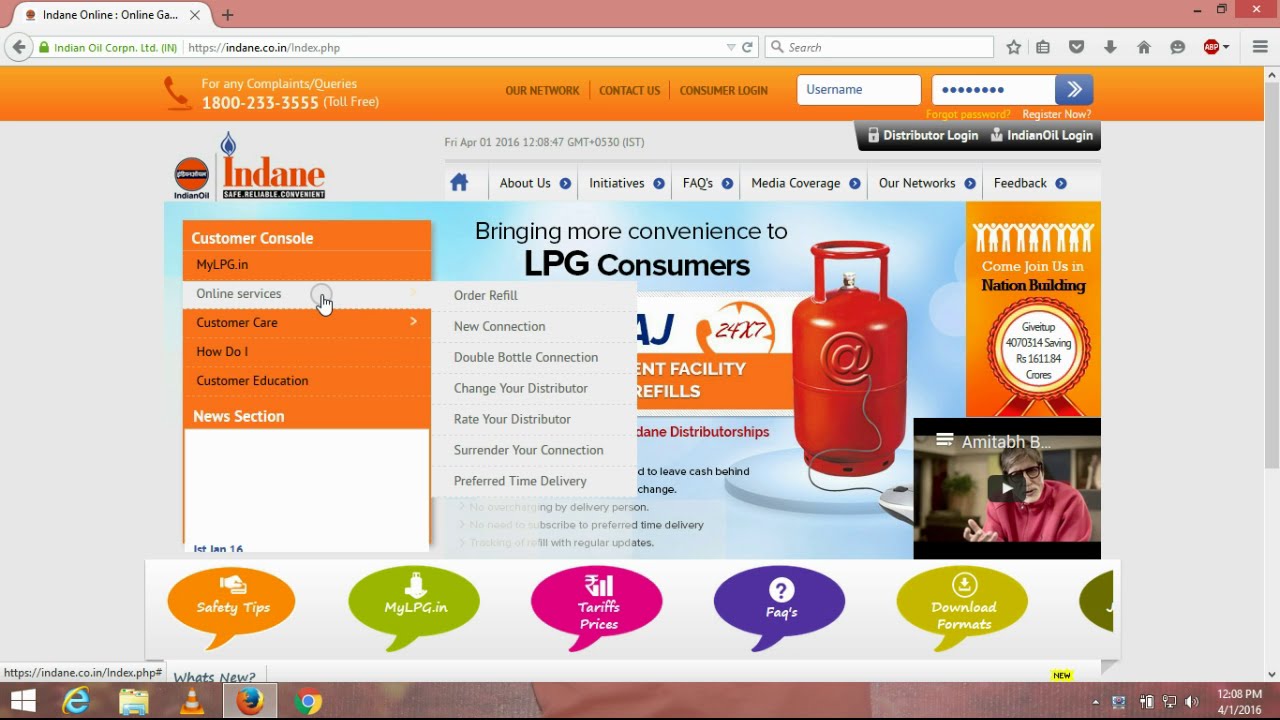 Indane Online : Online Ga...
Indian Oil Corpn. Ltd. (IN)
https://indane.co.in/Index.php
Search
ABP
For any Complaints/Queries
1800-233-3555 (Toll Free)
OUR NETWORK
CONTACT US
CONSUMER LOGIN
Username
Forgot password?
Register Now?
Distributor Login
IndianOil Login
Fri Apr 01 2016 12:08:47 GMT+0530 (IST)
इंडियनऑयल
IndianOil
Indane
SAFE.RELIABLE.CONVENIENT
About Us
Initiatives
FAQ's
Media Coverage
Our Networks
Feedback
Customer Console
MyLPG.in
Online services
Customer Care
How Do I
Customer Education
News Section
Ist Jan 16
Order Refill
New Connection
Double Bottle Connection
Change Your Distributor
Rate Your Distributor
Surrender Your Connection
Preferred Time Delivery
Bringing more convenience to
LPG Consumers
AJ
24X7
ENT FACILITY
REFILLS
dane Distributorships
d to leave cash behind
change.
No overcharging by delivery person.
No need to subscribe to preferred time delivery
Tracking of refill with regular updates.
@
Come Join Us in
Nation Building
Giveitup
4070314 Saving
Rs 1611.84
Crores
Amitabh B...
Safety Tips
MyLPG.in
Tariffs
Prices
Faq's
Download
Formats
J
https://indane.co.in/Index.php#
Whats New?
NEW
12:08 PM
4/1/2016